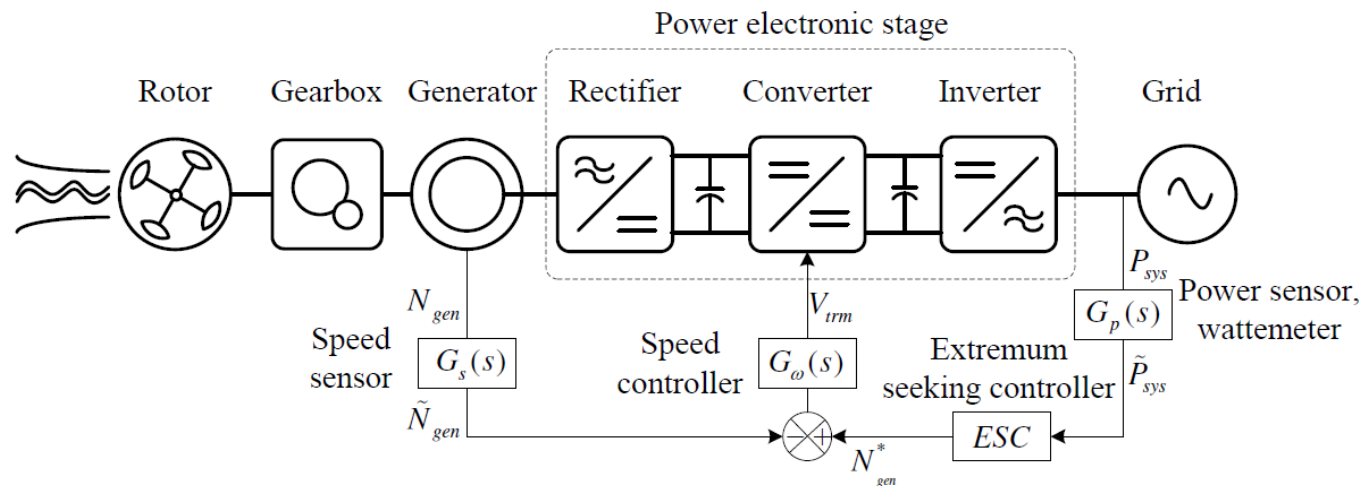 Power electronic stage
Rotor Gearbox Generator Rectifier Converter Inverter Grid
N_gen
V_trm
P_sys
Speed
sensor
G_s(s)
Speed
controller
G_ω(s)
Extremum
seeking controller
G_p(s)
Power sensor,
wattemeter
Ñ_gen
P̃_sys
− +
N*_gen
ESC